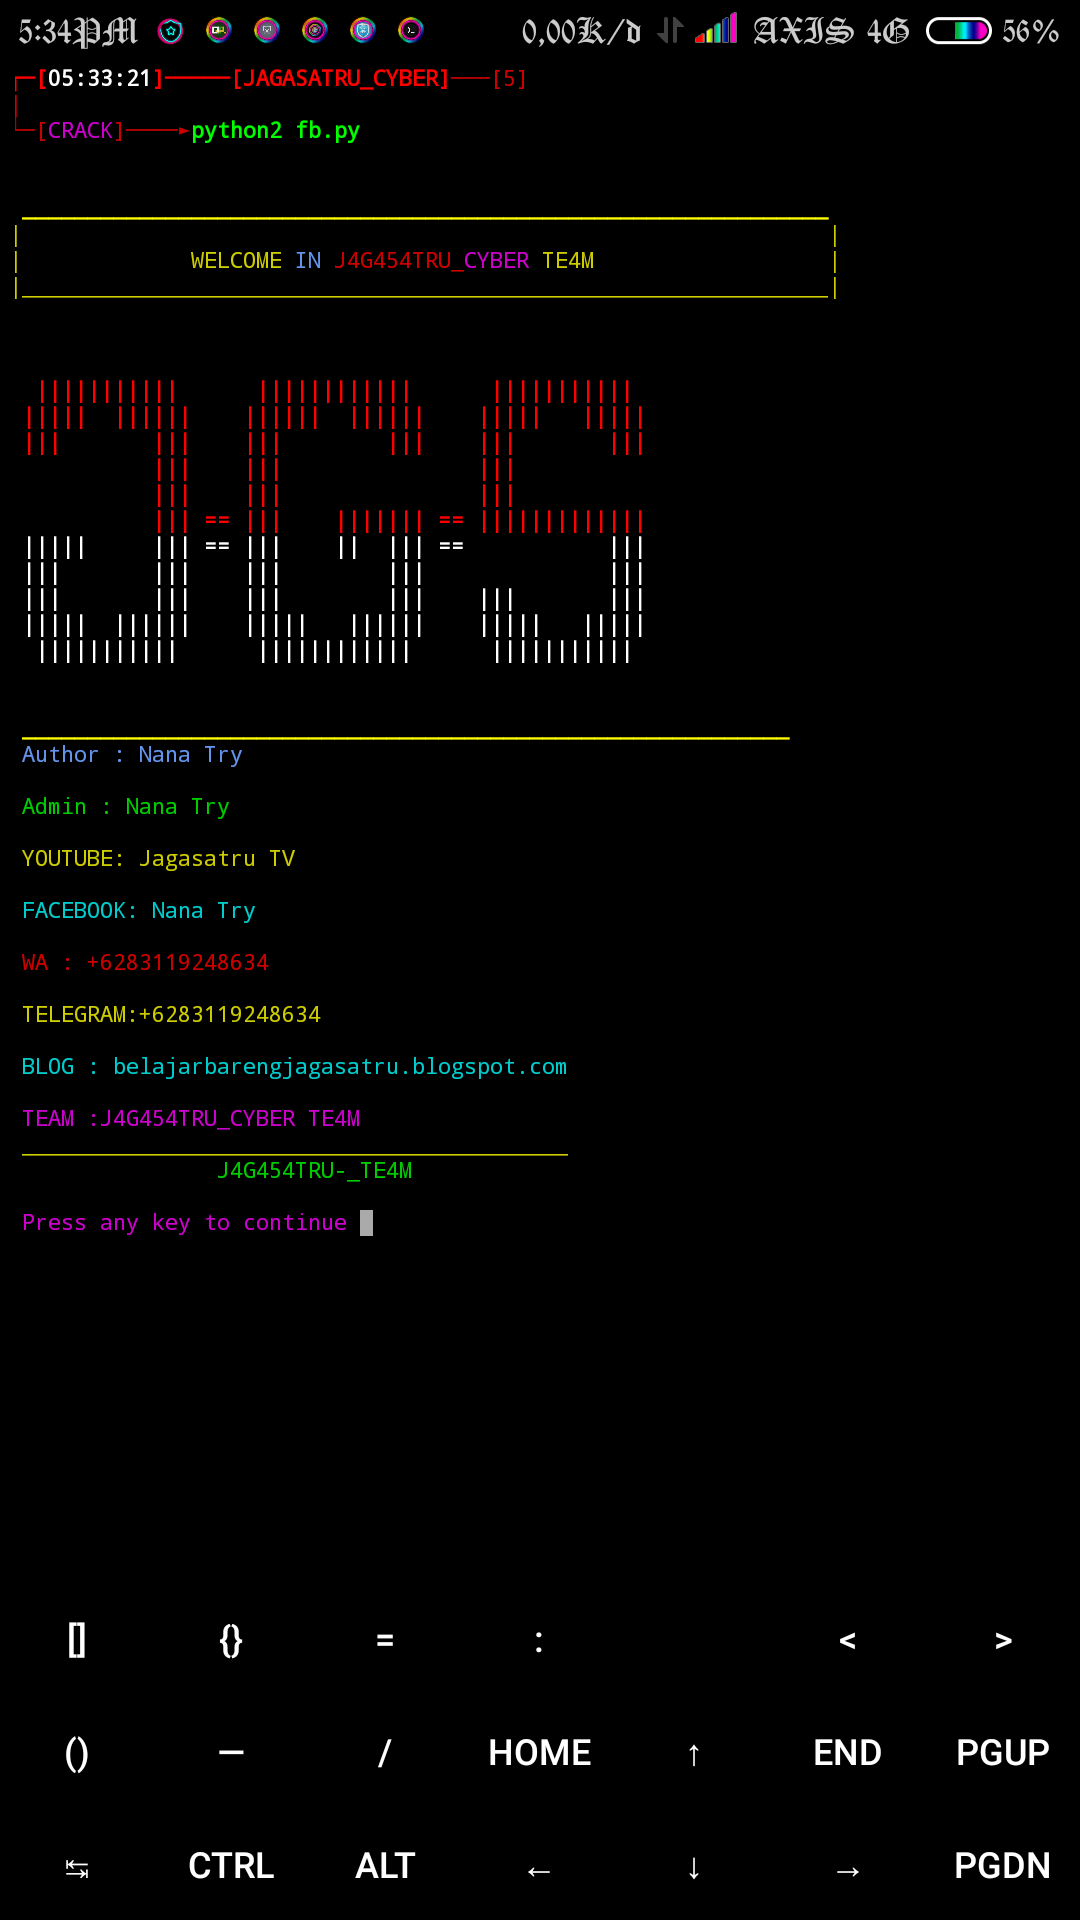 5:34PM 0,00K/d AXIS 4G 56%
[05:33:21] [JAGASATRU_CYBER] [5]
[CRACK] python2 fb.py
WELCOME IN J4G454TRU_CYBER TE4M
== ==
== ==
Author : Nana Try
Admin : Nana Try
YOUTUBE: Jagasatru TV
FACEBOOK: Nana Try
WA : +6283119248634
TELEGRAM:+6283119248634
BLOG : belajarbarengjagasatru.blogspot.com
TEAM :J4G454TRU_CYBER TE4M
J4G454TRU-_TE4M
Press any key to continue
[] {} = : < >
() — / HOME ↑ END PGUP
↹ CTRL ALT ← ↓ → PGDN